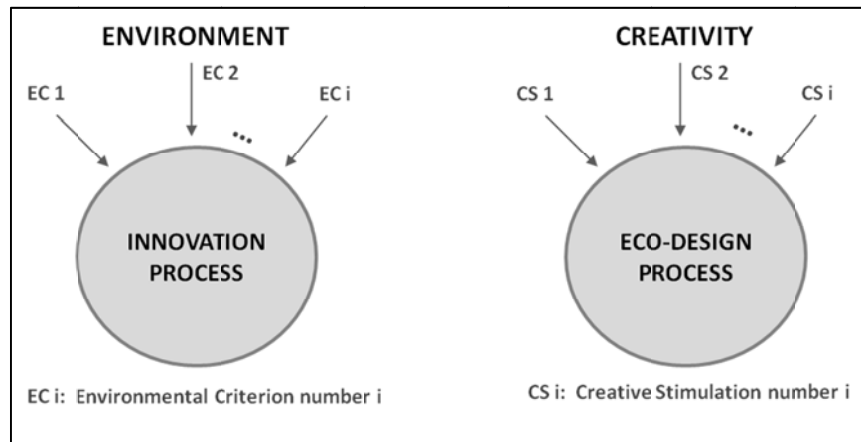 ENVIRONMENT
EC 1
EC 2
EC i
...
INNOVATION
PROCESS
EC i: Environmental Criterion number i
CREATIVITY
CS 1
CS 2
CS i
...
ECO-DESIGN
PROCESS
CS i: Creative Stimulation number i